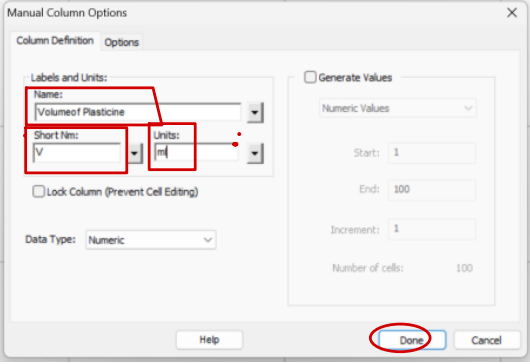 Manual Column Options
Column Definition Options
Labels and Units:
Name:
Volumeof Plasticine
Short Nm: Units:
V ml
Lock Column (Prevent Cell Editing)
Data Type: Numeric
Generate Values
Numeric Values
Start: 1
End: 100
Increment: 1
Number of cells: 100
Help Done Cancel